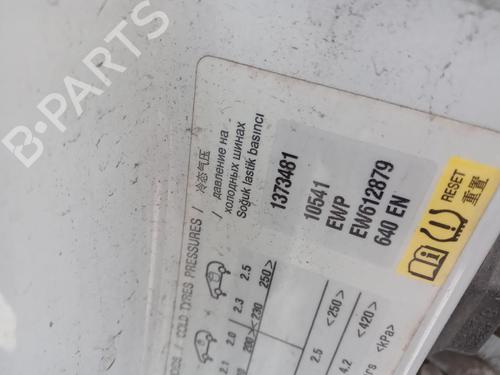 B-PARTS
冷态气压
/ давление на
холодных шинах
Soğuk lastik basıncı
/ COLD TYRES PRESSURES /
1373481
10541
EWP
EW612879
640 EN
RESET
重置
2.0 2.3 2.5
200> <230 250>
2.5 <250>
4.2 <420>
<kPa>